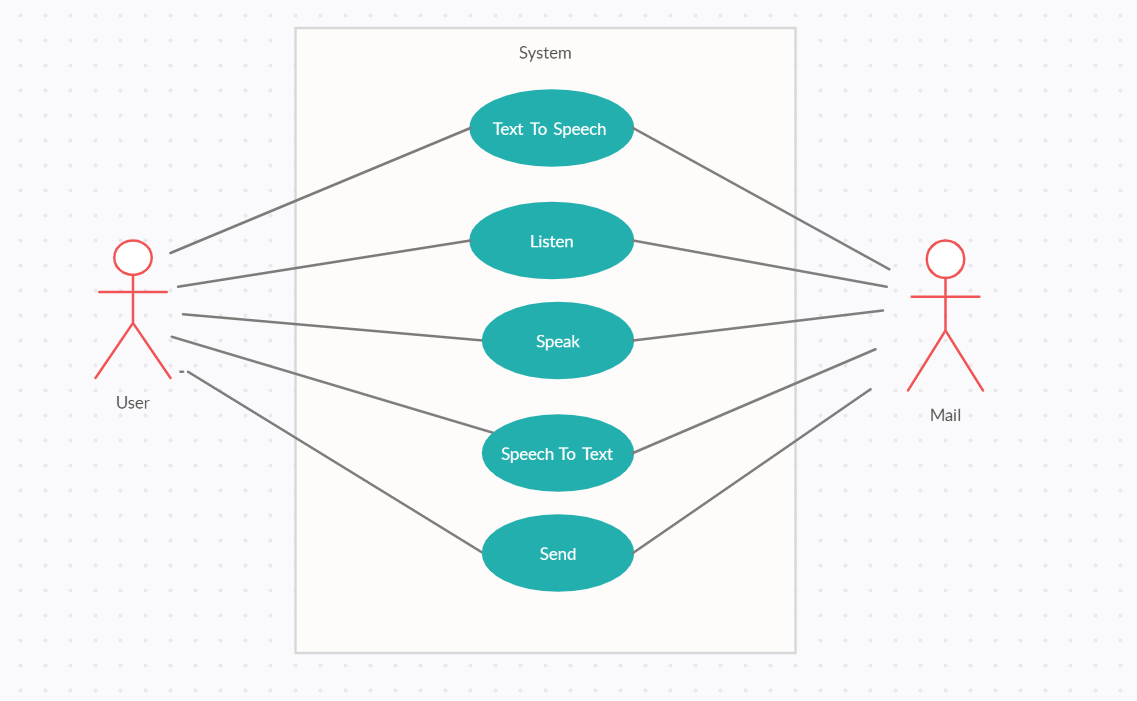 System
Text To Speech
Listen
Speak
Speech To Text
Send
User
Mail